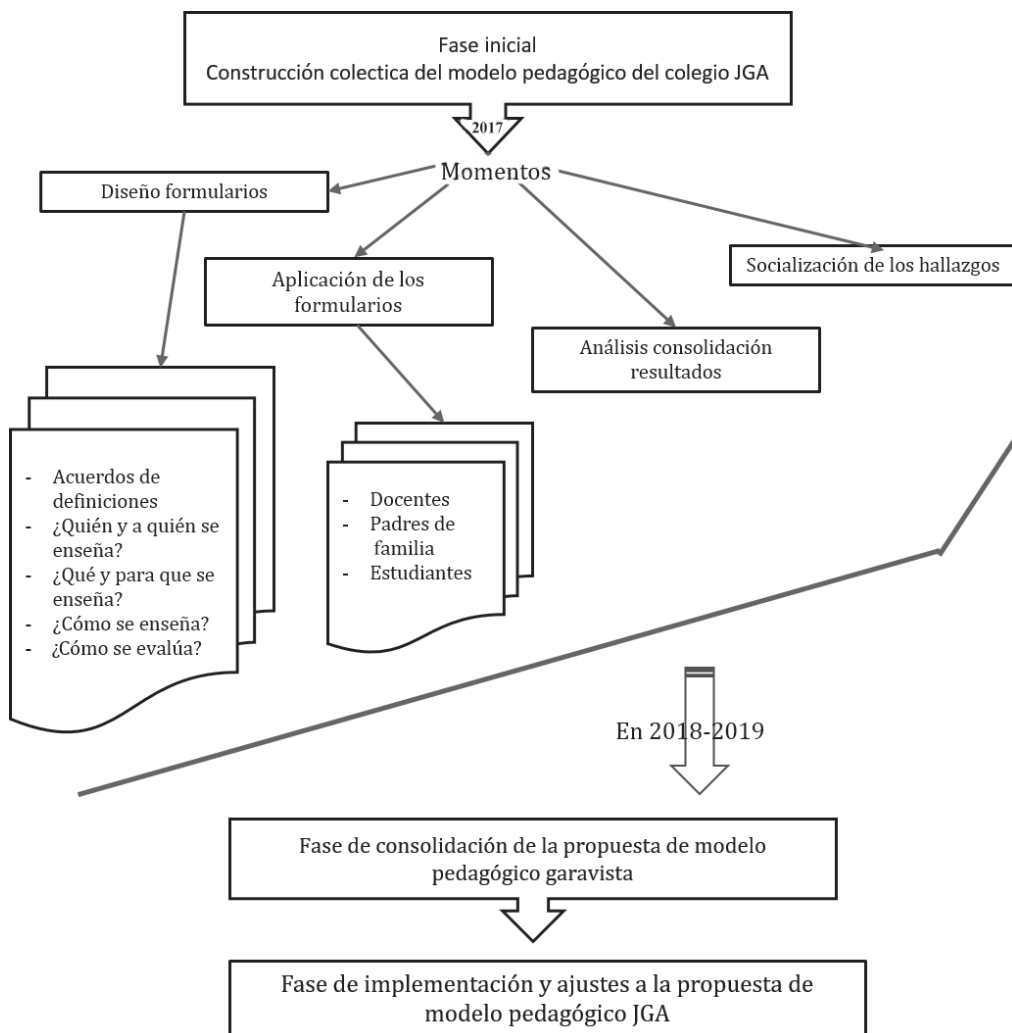 Fase inicial
Construcción colectica del modelo pedagógico del colegio JGA
2017
Momentos
Diseño formularios
Aplicación de los
formularios
Análisis consolidación
resultados
Socialización de los hallazgos
- Acuerdos de
definiciones
- ¿Quién y a quién se
enseña?
- ¿Qué y para que se
enseña?
- ¿Cómo se enseña?
- ¿Cómo se evalúa?
- Docentes
- Padres de
familia
- Estudiantes
En 2018-2019
Fase de consolidación de la propuesta de modelo
pedagógico garavista
Fase de implementación y ajustes a la propuesta de
modelo pedagógico JGA